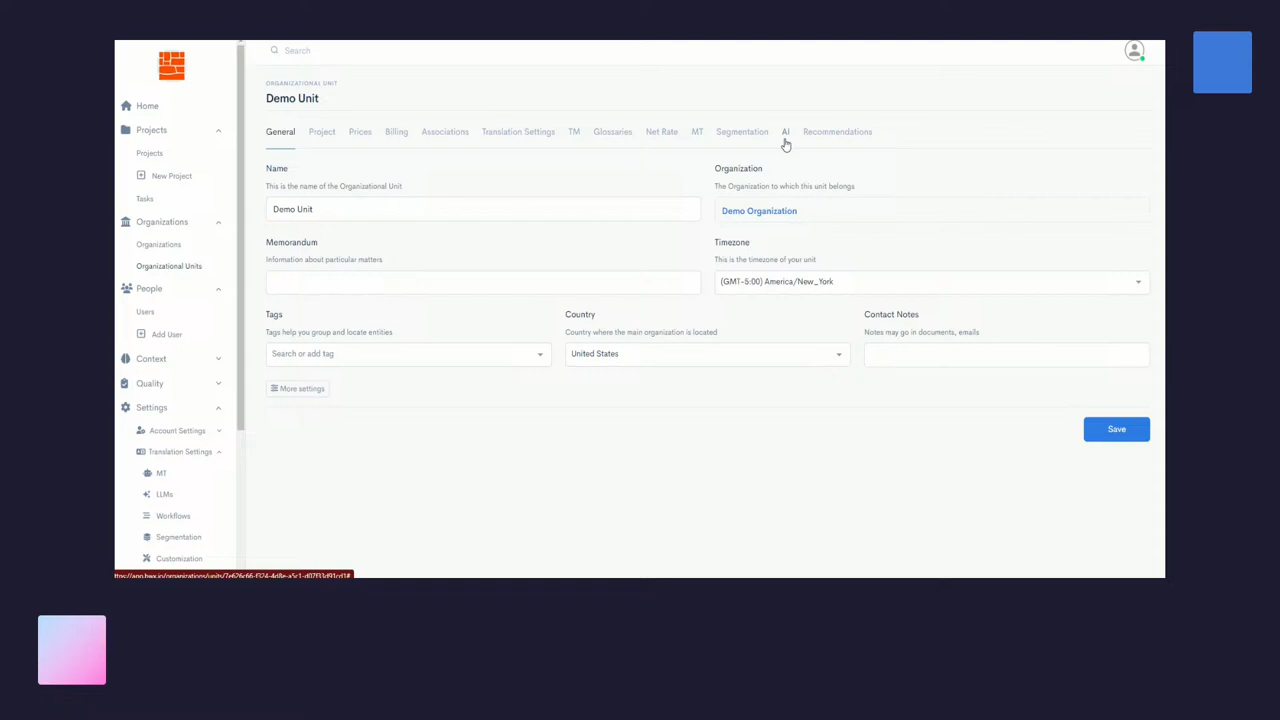 Search
ORGANIZATIONAL UNIT
Demo Unit
General Project Prices Billing Associations Translation Settings TM Glossaries Net Rate MT Segmentation AI Recommendations
Home
Projects
Projects
New Project
Tasks
Organizations
Organizations
Organizational Units
People
Users
Add User
Context
Quality
Settings
Account Settings
Translation Settings
MT
LLMs
Workflows
Segmentation
Customization
Name
This is the name of the Organizational Unit
Demo Unit
Organization
The Organization to which this unit belongs
Demo Organization
Memorandum
Information about particular matters
Timezone
This is the timezone of your unit
(GMT-5:00) America/New_York
Tags
Tags help you group and locate entities
Search or add tag
Country
Country where the main organization is located
United States
Contact Notes
Notes may go in documents, emails
More settings
Save